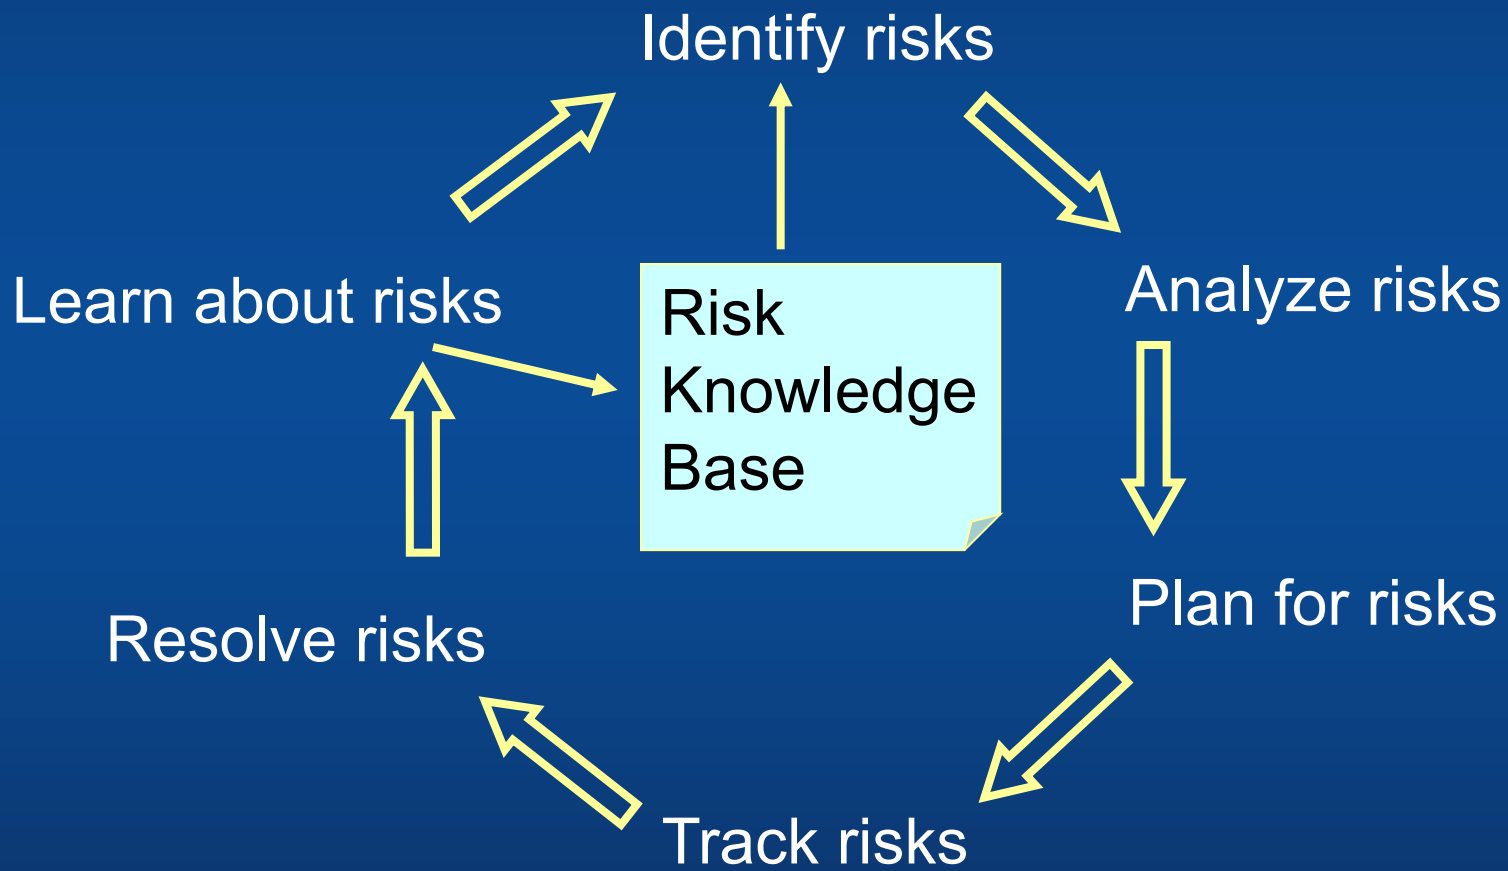 Identify risks
Learn about risks
Analyze risks
Risk
Knowledge
Base
Plan for risks
Resolve risks
Track risks